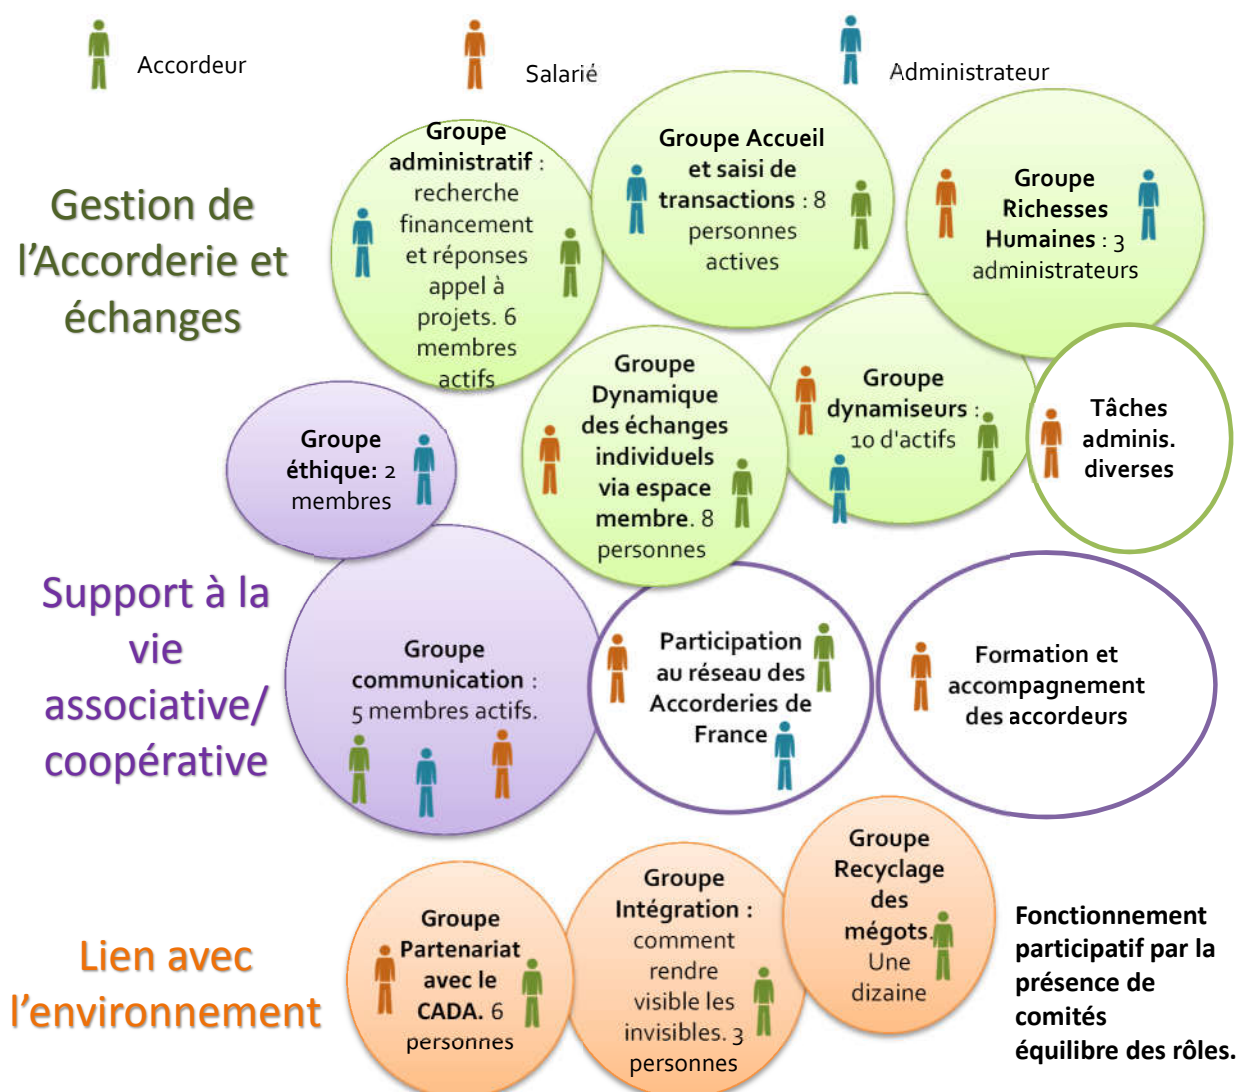 Accordeur
Salarié
Administrateur
Gestion de
l'Accorderie et
échanges
Groupe
administratif :
recherche
financement
et réponses
appel à
projets. 6
membres
actifs
Groupe Accueil
et saisi de
transactions : 8
personnes
actives
Groupe
Richesses
Humaines : 3
administrateurs
Groupe
Dynamique
des échanges
individuels
via espace
membre. 8
personnes
Groupe
dynamiseurs :
10 d'actifs
Tâches
adminis.
diverses
Groupe
éthique: 2
membres
Support à la
vie
associative/
coopérative
Groupe
communication :
5 membres actifs.
Participation
au réseau des
Accorderies de
France
Formation et
accompagnement
des accordeurs
Lien avec
l'environnement
Groupe
Partenariat
avec le
CADA. 6
personnes
Groupe
Intégration :
comment
rendre
visible les
invisibles. 3
personnes
Groupe
Recyclage
des
mégots.
Une
dizaine
Fonctionnement
participatif par la
présence de
comités
équilibre des rôles.